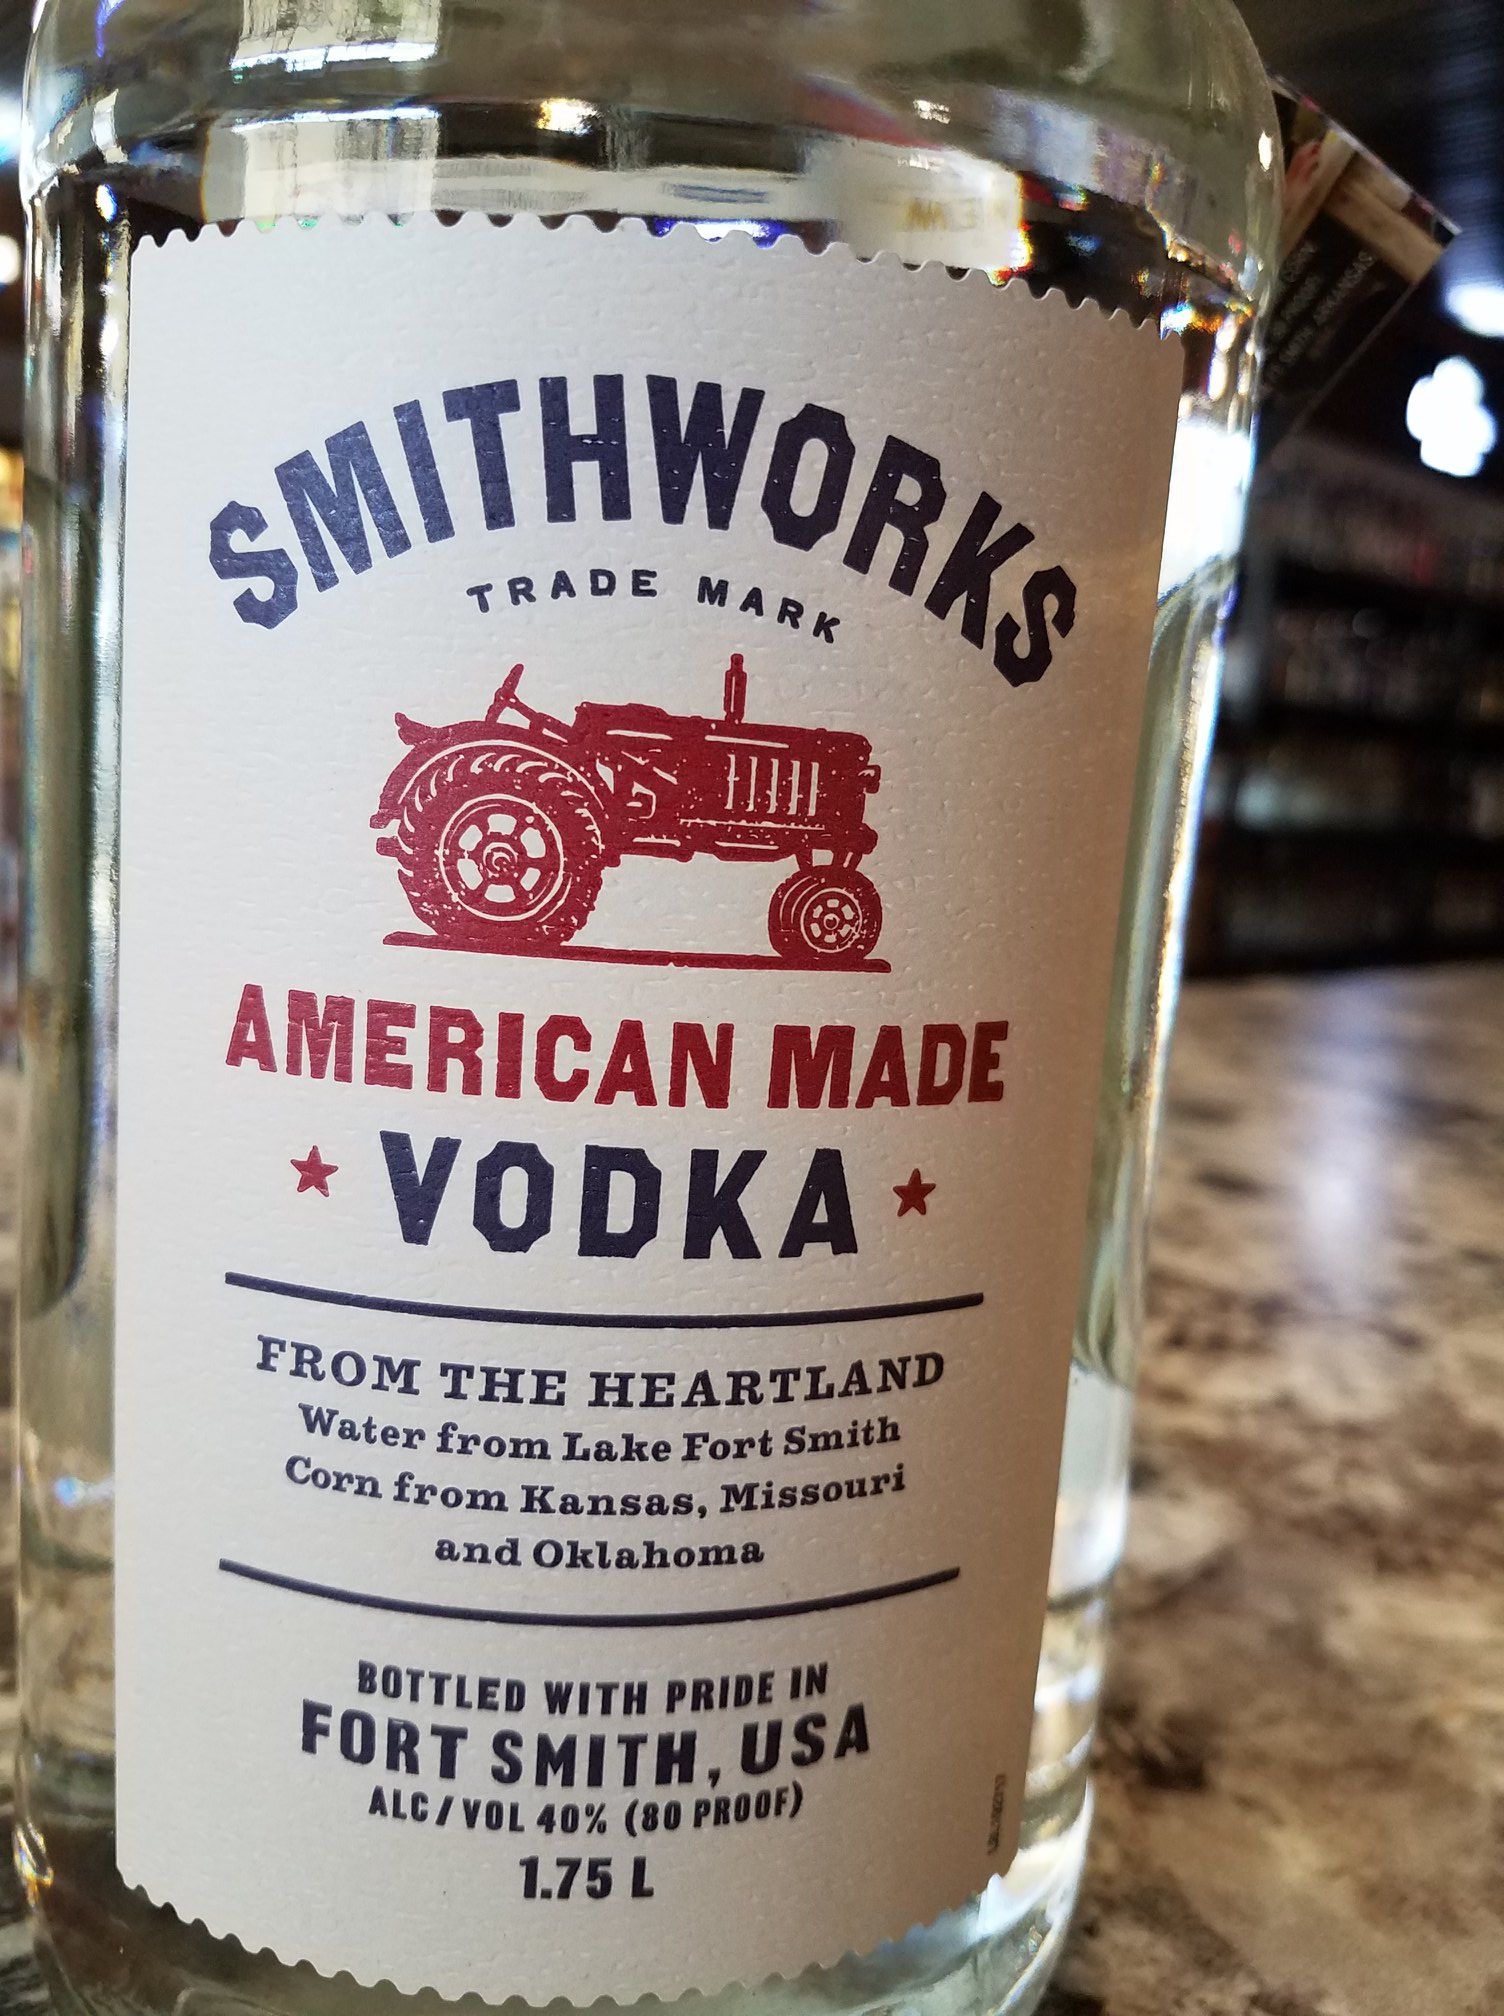 SMITHWORKS
TRADE MARK
AMERICAN MADE
VODKA
FROM THE HEARTLAND
Water from Lake Fort Smith
Corn from Kansas, Missouri
and Oklahoma
BOTTLED WITH PRIDE IN
FORT SMITH, USA
ALC/VOL 40% (80 PROOF)
1.75 L
ARKANSAS